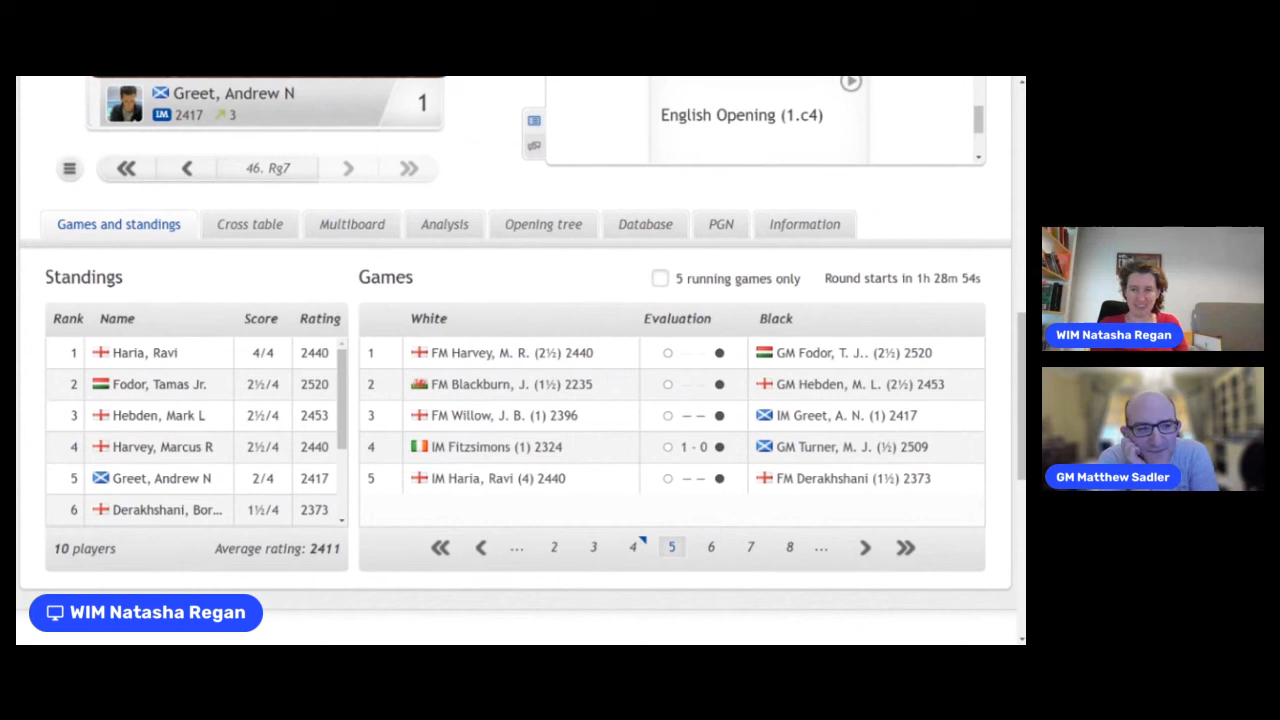 Greet, Andrew N
IM 2417 3
1
English Opening (1.c4)
46. Rg7
Games and standings Cross table Multiboard Analysis Opening tree Database PGN Information
Standings
Rank Name Score Rating
1 Haria, Ravi 4/4 2440
2 Fodor, Tamas Jr. 2½/4 2520
3 Hebden, Mark L 2½/4 2453
4 Harvey, Marcus R 2½/4 2440
5 Greet, Andrew N 2/4 2417
6 Derakhshani, Bor... 1½/4 2373
10 players Average rating: 2411
Games
5 running games only Round starts in 1h 28m 54s
White Evaluation Black
1 FM Harvey, M. R. (2½) 2440 GM Fodor, T. J.. (2½) 2520
2 FM Blackburn, J. (1½) 2235 GM Hebden, M. L. (2½) 2453
3 FM Willow, J. B. (1) 2396 – – IM Greet, A. N. (1) 2417
4 IM Fitzsimons (1) 2324 1 - 0 GM Turner, M. J. (½) 2509
5 IM Haria, Ravi (4) 2440 – – FM Derakhshani (1½) 2373
... 2 3 4 5 6 7 8 ...
WIM Natasha Regan
WIM Natasha Regan
GM Matthew Sadler